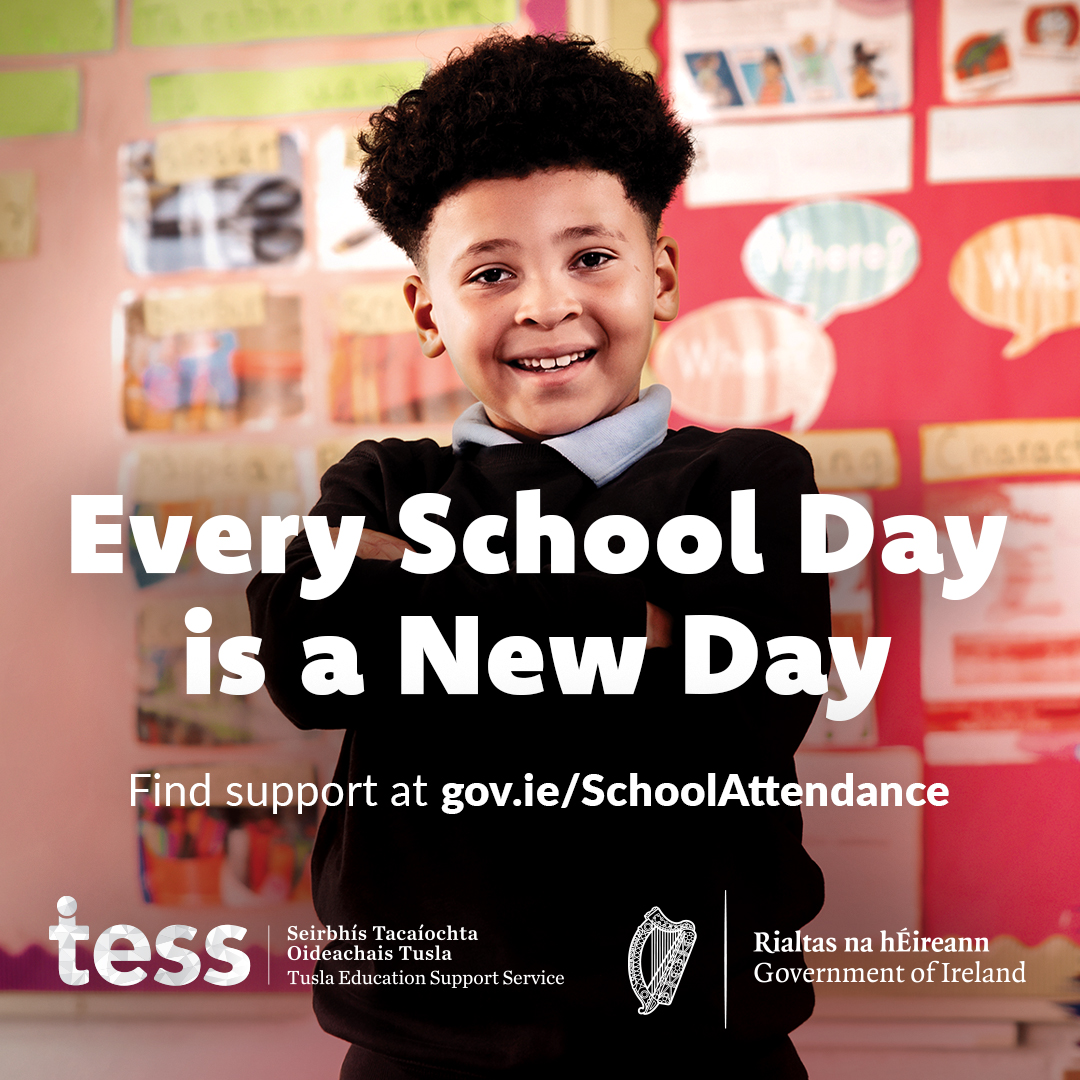 Where?
Every School Day
is a New Day
Find support at gov.ie/SchoolAttendance
tess
Seirbhís Tacaíochta
Oideachais Tusla
Tusla Education Support Service
Rialtas na hÉireann
Government of Ireland